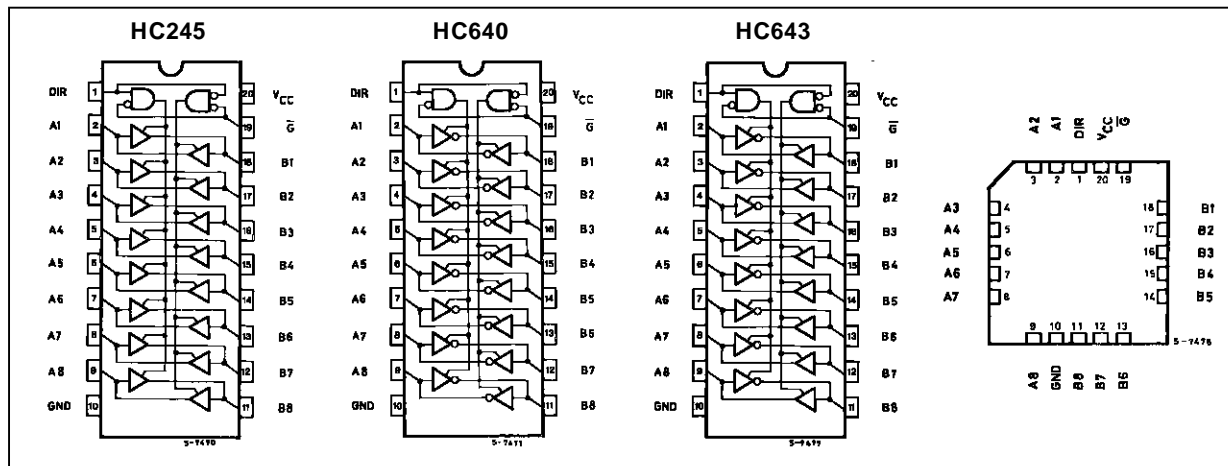 HC245 HC640 HC643
DIR 1 20 VCC
A1 2 19 G̅
A2 3 18 B1
A3 4 17 B2
A4 5 16 B3
A5 6 15 B4
A6 7 14 B5
A7 8 13 B6
A8 9 12 B7
GND 10 11 B8
S-7470
DIR 1 20 VCC
A1 2 19 G̅
A2 3 18 B1
A3 4 17 B2
A4 5 16 B3
A5 6 15 B4
A6 7 14 B5
A7 8 13 B6
A8 9 12 B7
GND 10 11 B8
S-7471
DIR 1 20 VCC
A1 2 19 G̅
A2 3 18 B1
A3 4 17 B2
A4 5 16 B3
A5 6 15 B4
A6 7 14 B5
A7 8 13 B6
A8 9 12 B7
GND 10 11 B8
A2 A1 DIR VCC G̅
3 2 1 20 19
A3 4 18 B1
A4 5 17 B2
A5 6 16 B3
A6 7 15 B4
A7 8 14 B5
9 10 11 12 13
A8 GND B8 B7 B6